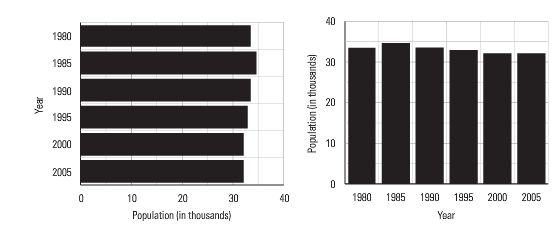 1980
1985
1990
1995
2000
2005
Year
0 10 20 30 40
Population (in thousands)
40
30
20
10
0
Population (in thousands)
1980 1985 1990 1995 2000 2005
Year